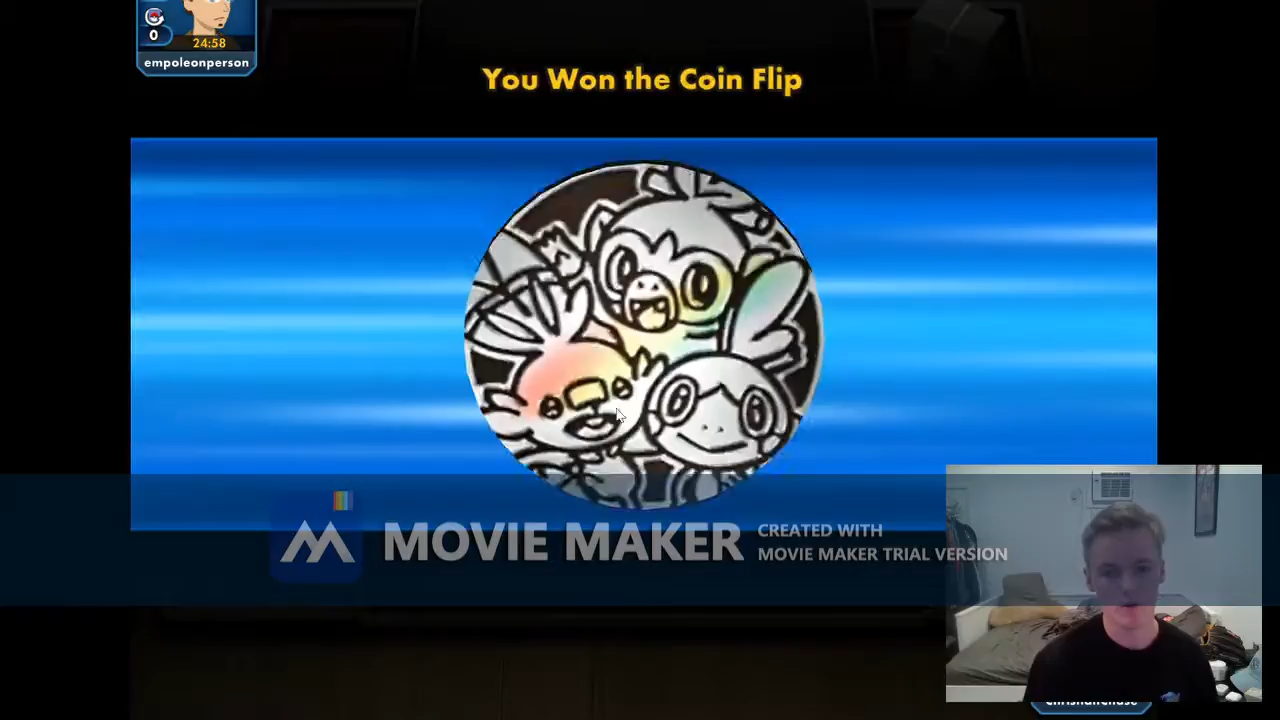 0
24:58
empoleonperson
You Won the Coin Flip
MOVIE MAKER
CREATED WITH
MOVIE MAKER TRIAL VERSION